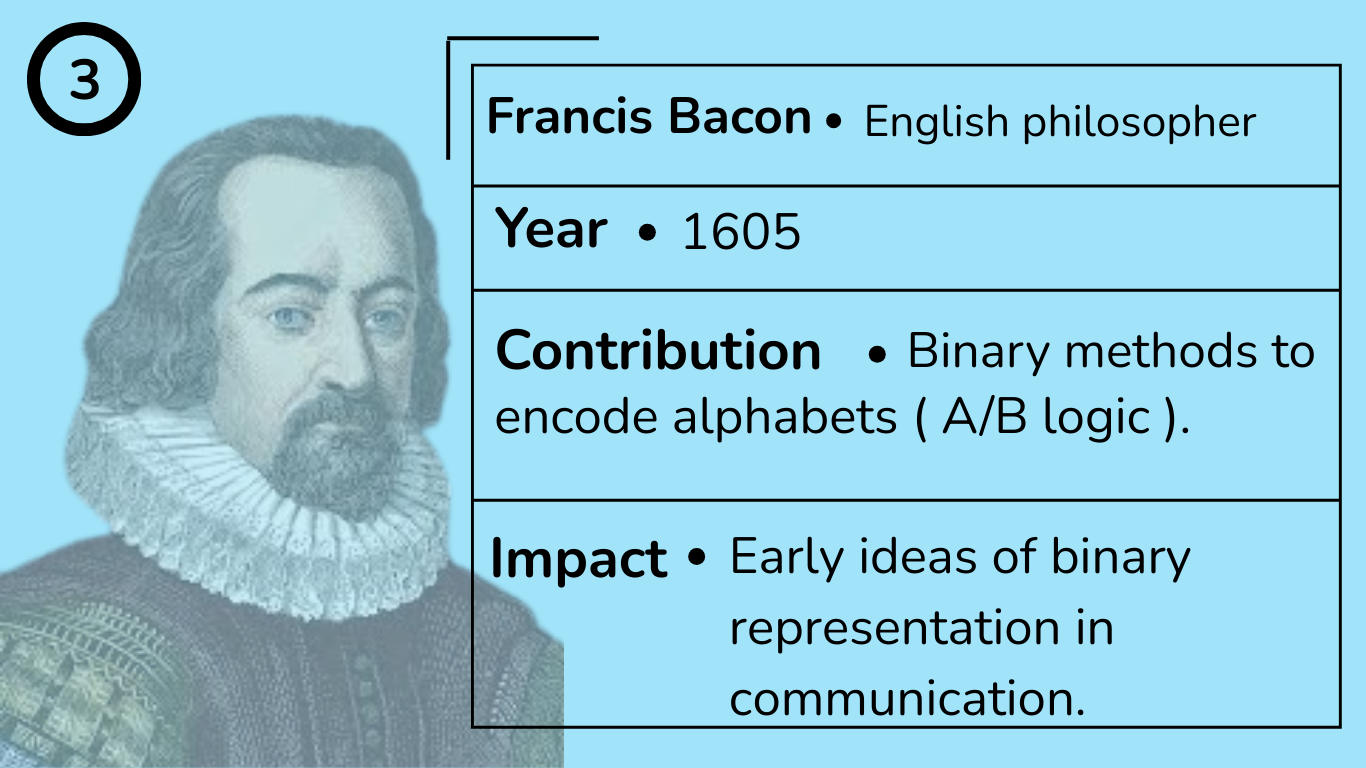 3
Francis Bacon • English philosopher
Year • 1605
Contribution • Binary methods to
encode alphabets ( A/B logic ).
Impact • Early ideas of binary
representation in
communication.